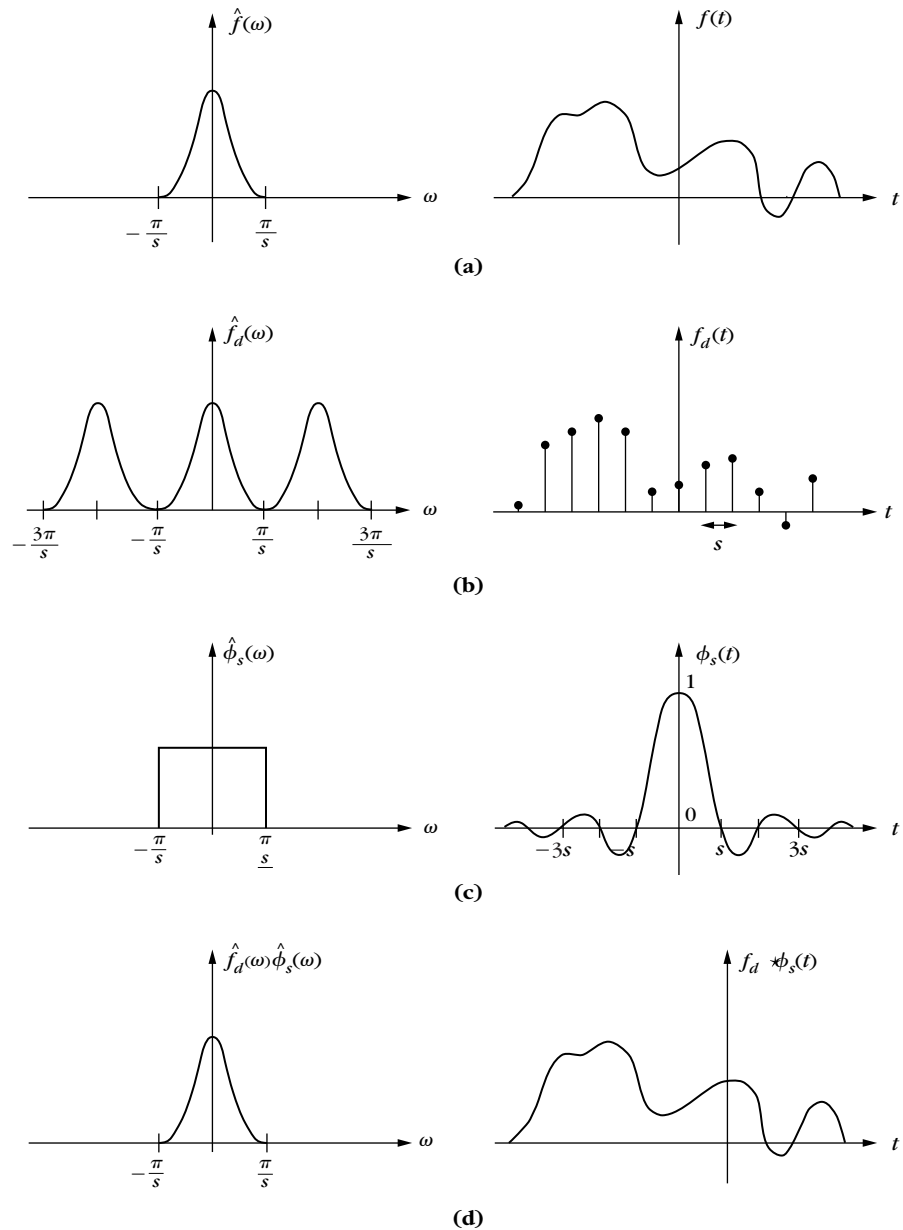 f̂(ω)
f(t)
−π/s
π/s
ω
t
(a)
f̂_d(ω)
f_d(t)
−3π/s
−π/s
π/s
3π/s
ω
s
t
(b)
ϕ̂_s(ω)
ϕ_s(t)
1
0
−π/s
π/s
ω
−3s
−s
s
3s
t
(c)
f̂_d(ω)ϕ̂_s(ω)
f_d ⋆ϕ_s(t)
−π/s
π/s
ω
t
(d)